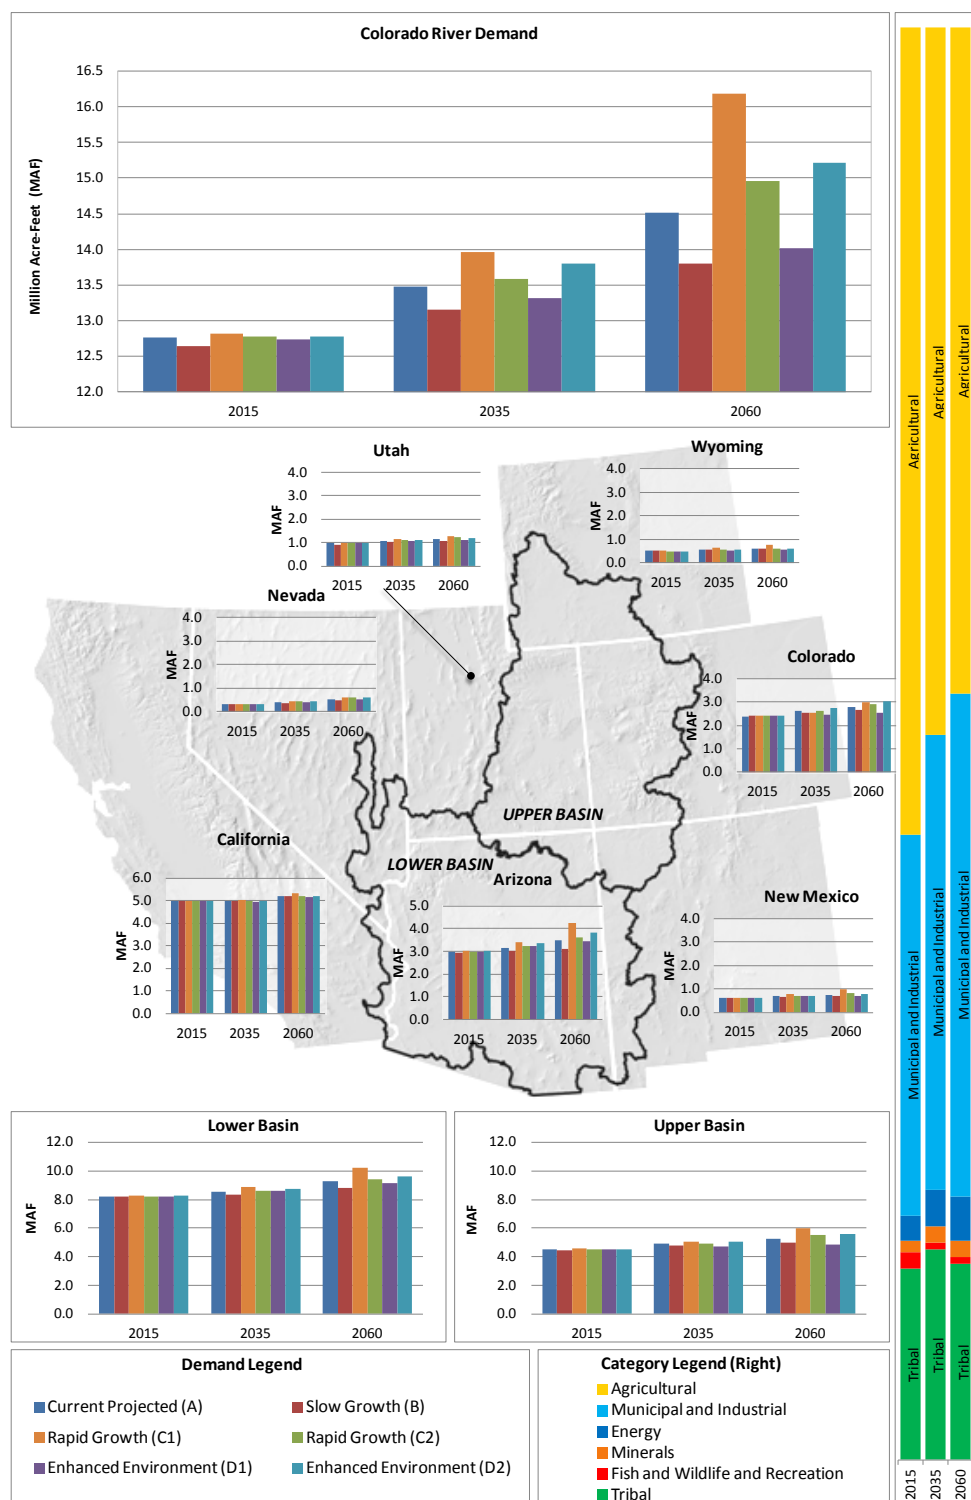 Colorado River Demand
Million Acre-Feet (MAF)
16.5
16.0
15.5
15.0
14.5
14.0
13.5
13.0
12.5
12.0
2015 2035 2060
Utah
MAF
4.0
3.0
2.0
1.0
0.0
2015 2035 2060
Wyoming
MAF
4.0
3.0
2.0
1.0
0.0
2015 2035 2060
Nevada
MAF
4.0
3.0
2.0
1.0
0.0
2015 2035 2060
Colorado
MAF
4.0
3.0
2.0
1.0
0.0
2015 2035 2060
UPPER BASIN
LOWER BASIN
California
MAF
6.0
5.0
4.0
3.0
2.0
1.0
0.0
2015 2035 2060
Arizona
MAF
5.0
4.0
3.0
2.0
1.0
0.0
2015 2035 2060
New Mexico
MAF
4.0
3.0
2.0
1.0
0.0
2015 2035 2060
Lower Basin
MAF
12.0
10.0
8.0
6.0
4.0
2.0
0.0
2015 2035 2060
Upper Basin
MAF
12.0
10.0
8.0
6.0
4.0
2.0
0.0
2015 2035 2060
Demand Legend
Current Projected (A) Slow Growth (B)
Rapid Growth (C1) Rapid Growth (C2)
Enhanced Environment (D1) Enhanced Environment (D2)
Category Legend (Right)
Agricultural
Municipal and Industrial
Energy
Minerals
Fish and Wildlife and Recreation
Tribal
Agricultural
Municipal and Industrial
Tribal
2015
Agricultural
Municipal and Industrial
Tribal
2035
Agricultural
Municipal and Industrial
Tribal
2060